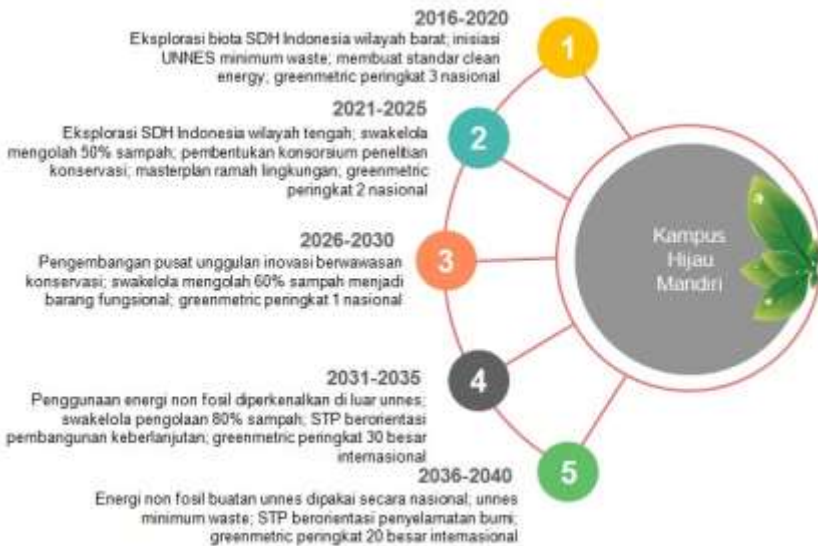 2016-2020
Eksplorasi biota SDH Indonesia wilayah barat; inisiasi
UNNES minimum waste; membuat standar clean
energy; greenmetric peringkat 3 nasional
1
2021-2025
Eksplorasi SDH Indonesia wilayah tengah; swakelola
mengolah 50% sampah; pembentukan konsorsium penelitian
konservasi; masterplan ramah lingkungan; greenmetric
peringkat 2 nasional
2
2026-2030
Pengembangan pusat unggulan inovasi berwawasan
konservasi; swakelola mengolah 60% sampah menjadi
barang fungsional; greenmetric peringkat 1 nasional
3
Kampus
Hijau
Mandiri
2031-2035
Penggunaan energi non fosil diperkenalkan di luar unnes;
swakelola pengolaan 80% sampah; STP berorientasi
pembangunan keberlanjutan; greenmetric peringkat 30 besar
internasional
4
2036-2040
Energi non fosil buatan unnes dipakai secara nasional; unnes
minimum waste; STP berorientasi penyelamatan bumi;
greenmetric peringkat 20 besar internasional
5